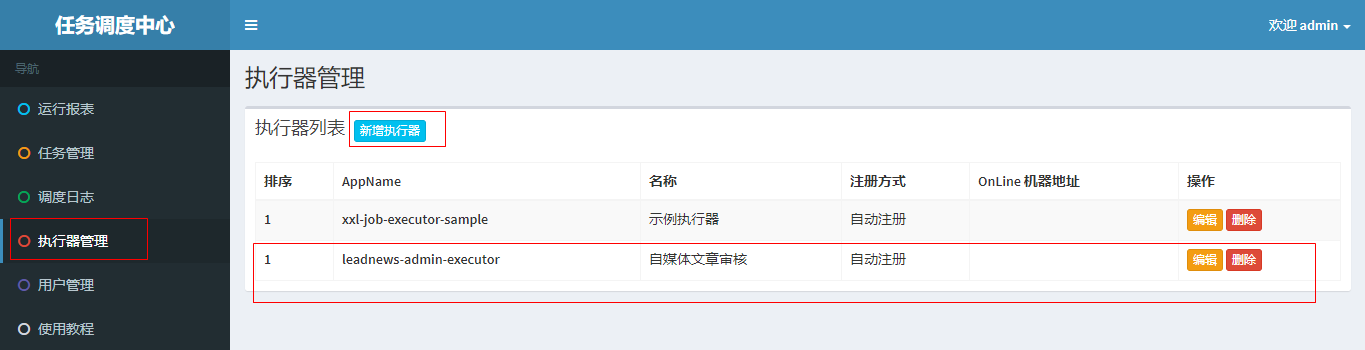 任务调度中心
欢迎 admin
导航
运行报表
任务管理
调度日志
执行器管理
用户管理
使用教程
执行器管理
执行器列表 新增执行器
排序 AppName 名称 注册方式 OnLine 机器地址 操作
1 xxl-job-executor-sample 示例执行器 自动注册 编辑 删除
1 leadnews-admin-executor 自媒体文章审核 自动注册 编辑 删除